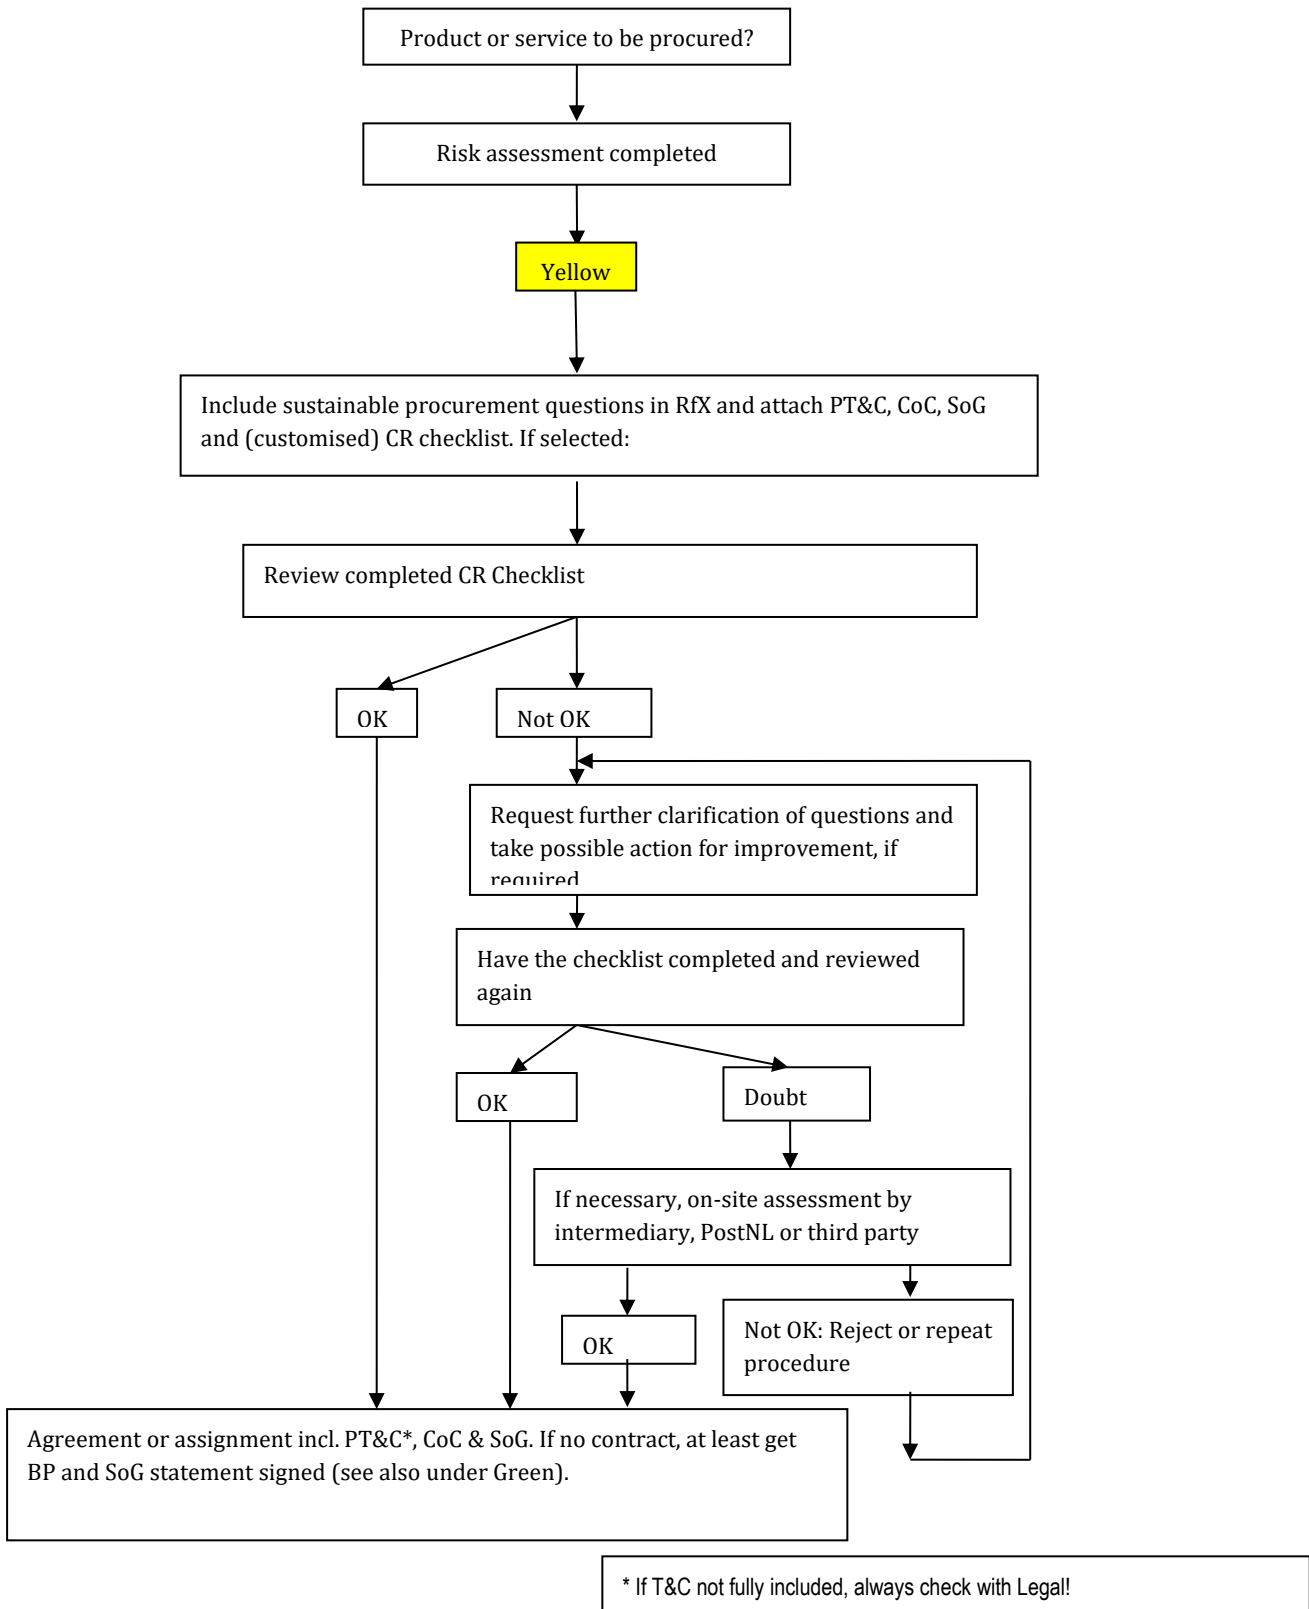 Product or service to be procured?
Risk assessment completed
Yellow
Include sustainable procurement questions in RfX and attach PT&C, CoC, SoG
and (customised) CR checklist. If selected:
Review completed CR Checklist
OK
Not OK
Request further clarification of questions and
take possible action for improvement, if
required
Have the checklist completed and reviewed
again
OK
Doubt
If necessary, on-site assessment by
intermediary, PostNL or third party
OK
Not OK: Reject or repeat
procedure
Agreement or assignment incl. PT&C*, CoC & SoG. If no contract, at least get
BP and SoG statement signed (see also under Green).
* If T&C not fully included, always check with Legal!